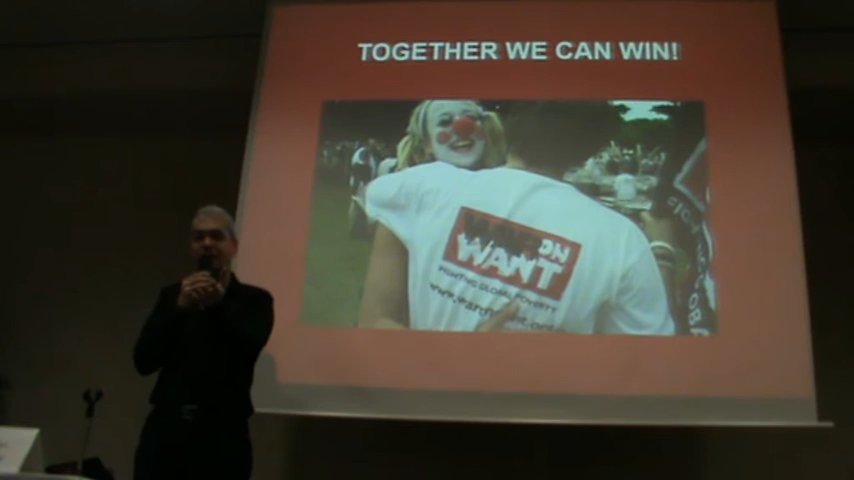 TOGETHER WE CAN WIN!
WAR ON
WANT
FIGHTING GLOBAL POVERTY